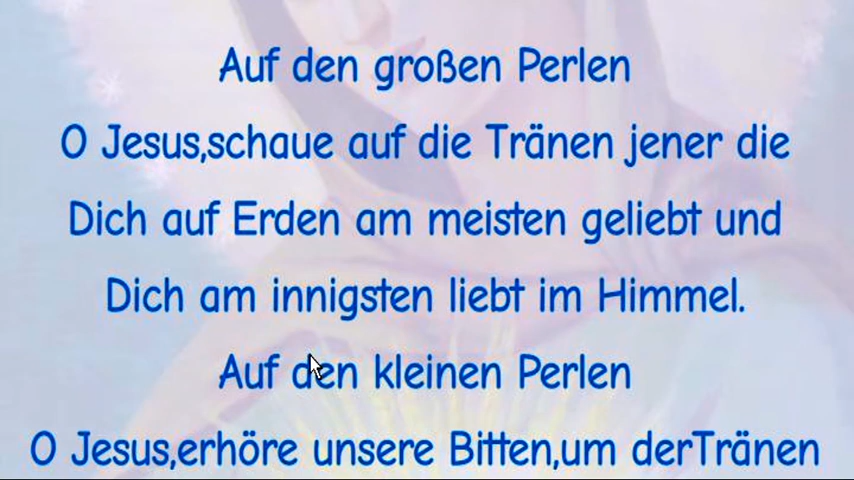 Auf den großen Perlen
O Jesus,schaue auf die Tränen jener die
Dich auf Erden am meisten geliebt und
Dich am innigsten liebt im Himmel.
Auf den kleinen Perlen
O Jesus,erhöre unsere Bitten,um derTränen